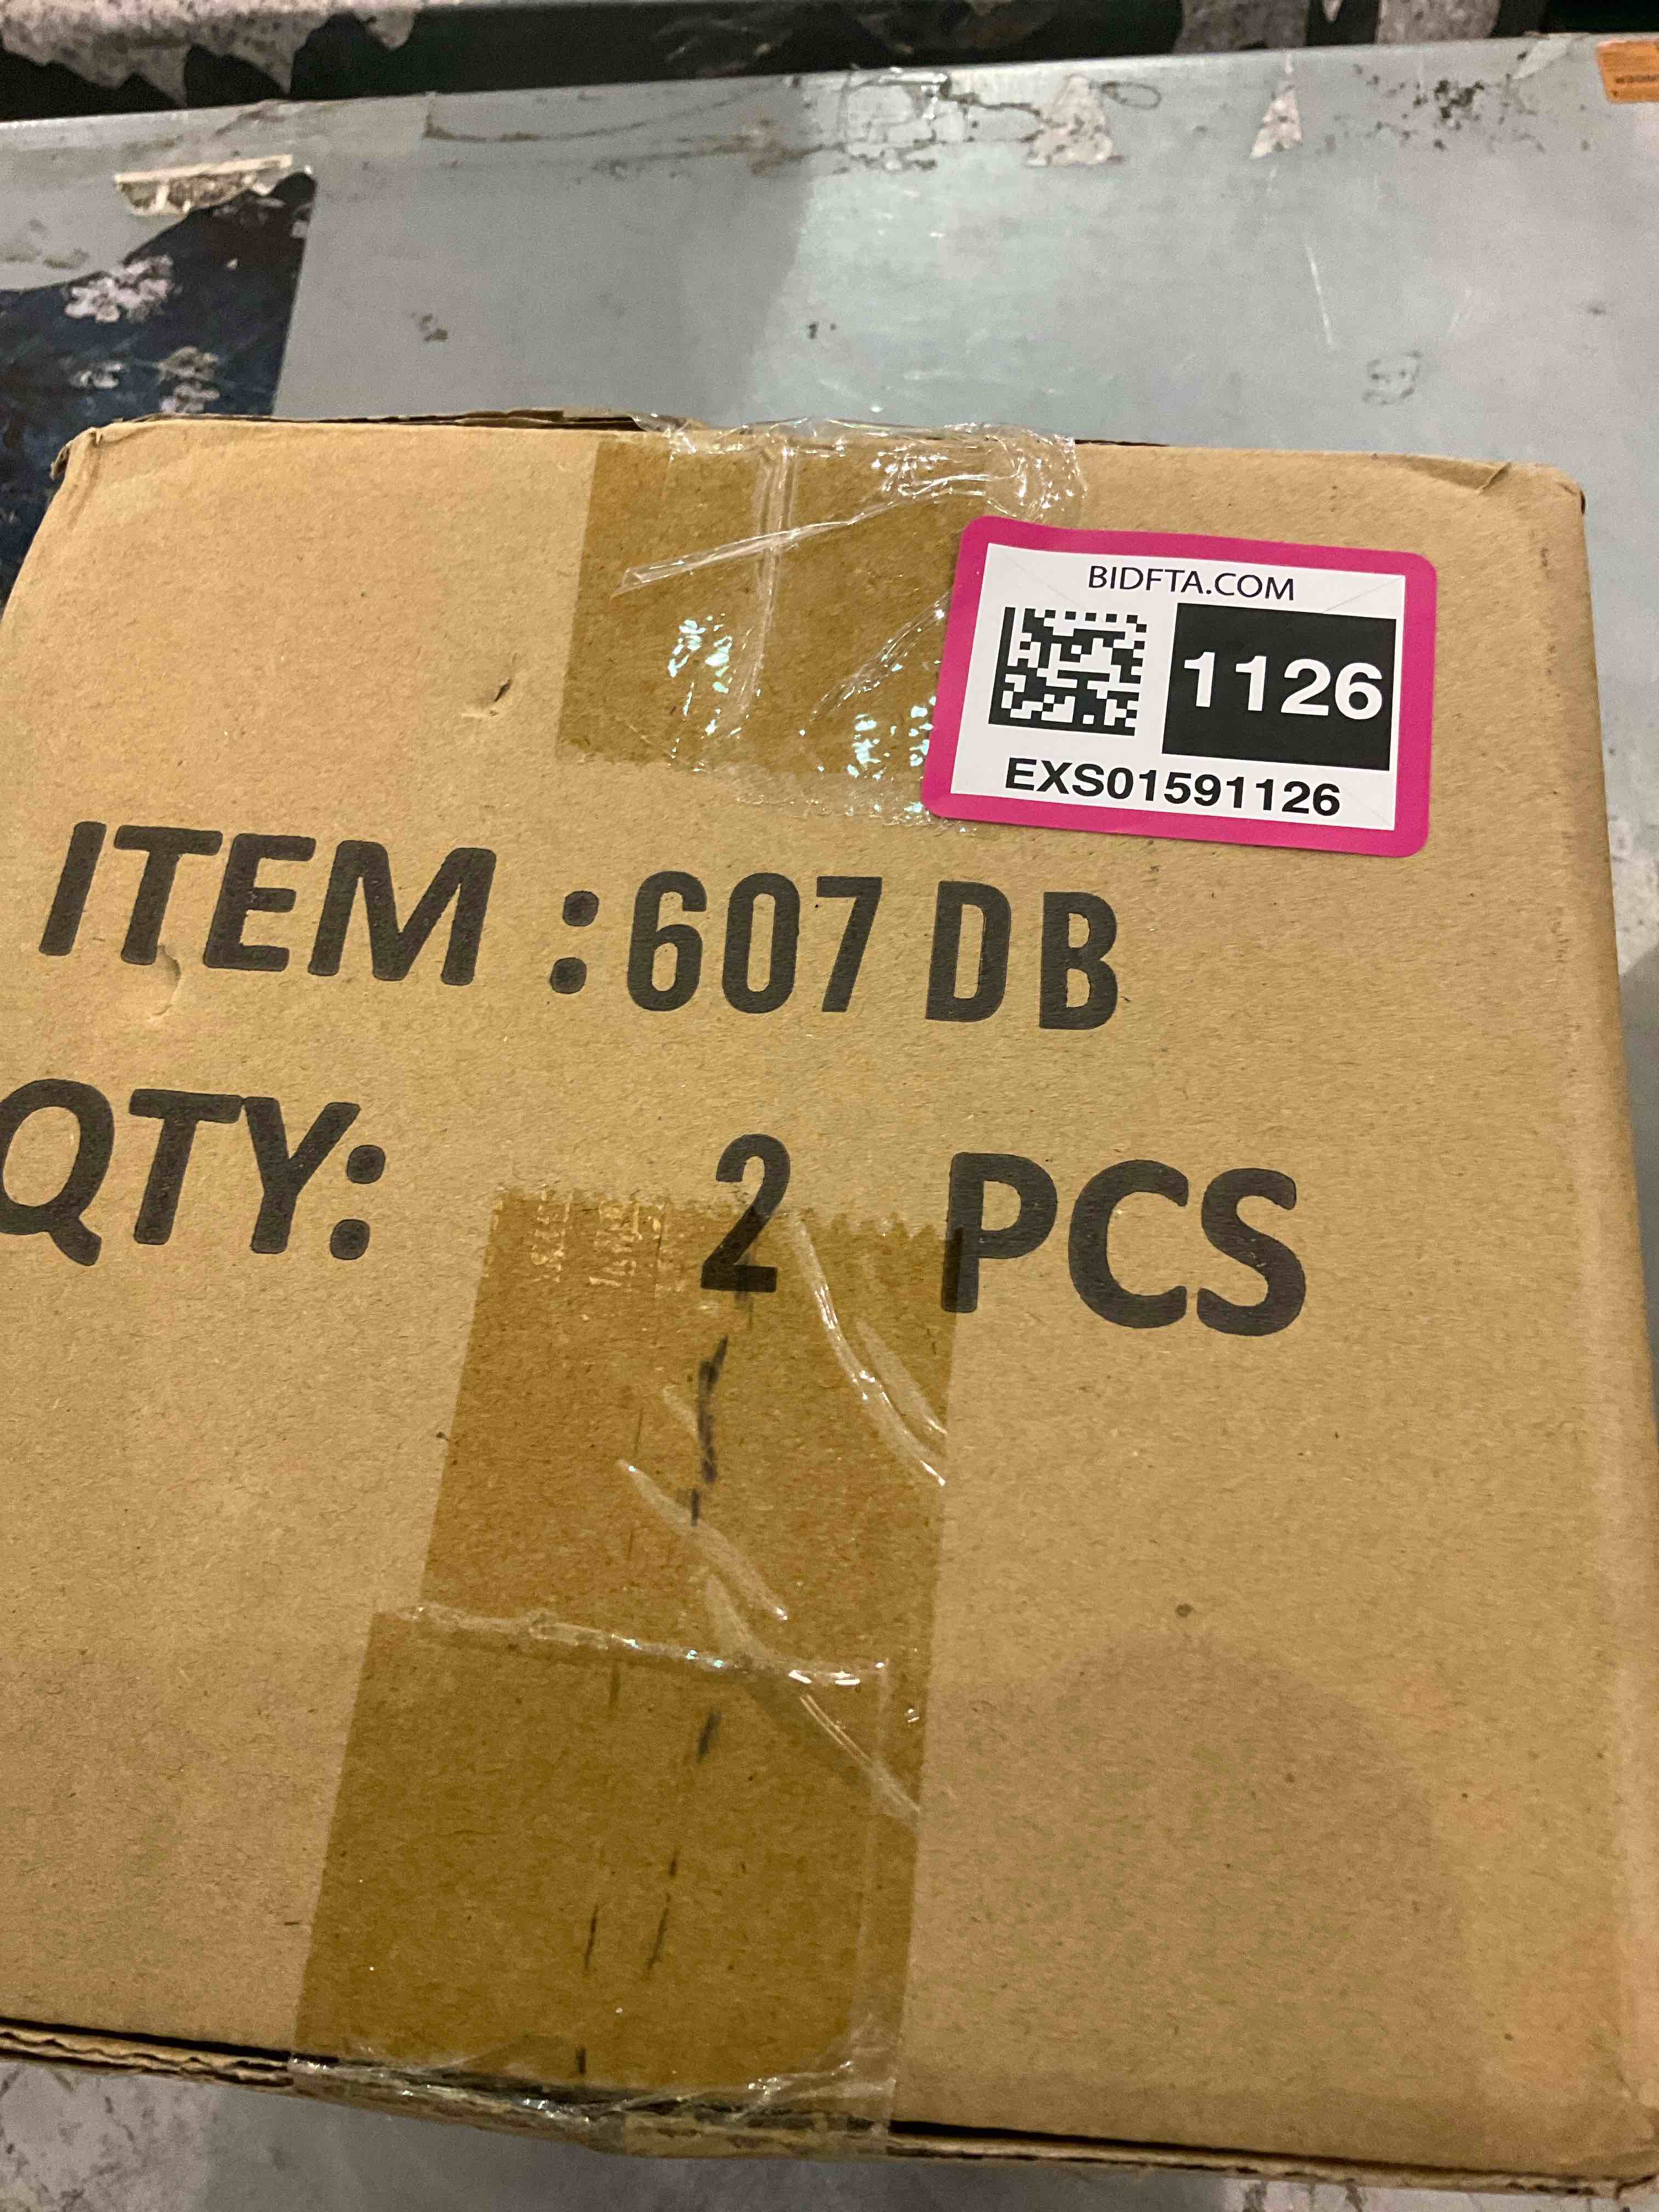 BIDFTA.COM
1126
EXS01591126
ITEM :607 DB
QTY: 2 PCS